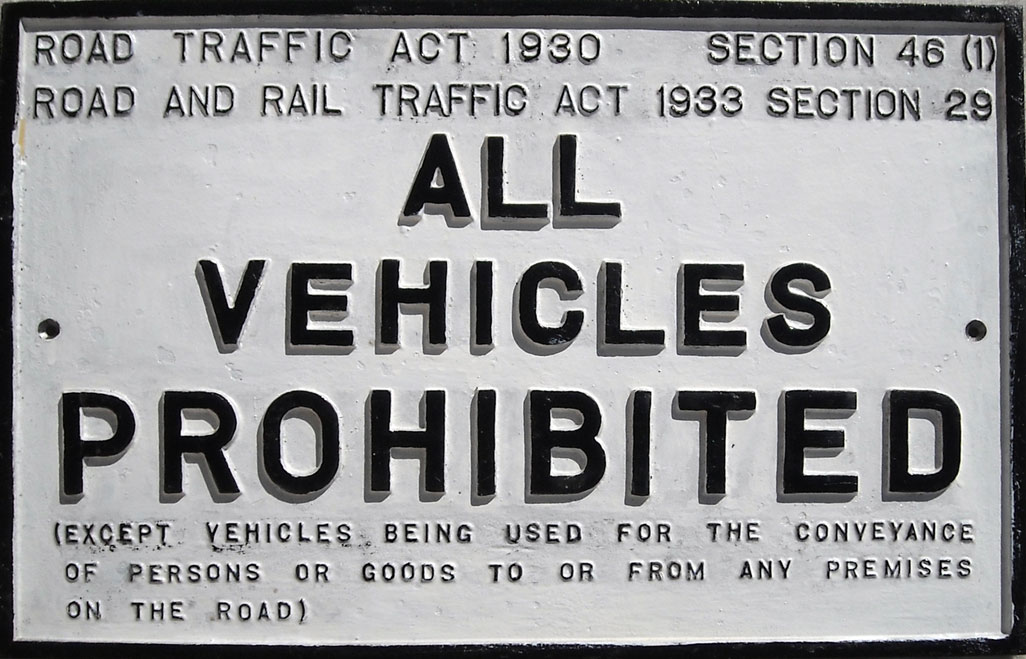 ROAD TRAFFIC ACT 1930 SECTION 46 (1)
ROAD AND RAIL TRAFFIC ACT 1933 SECTION 29
ALL
VEHICLES
PROHIBITED
(EXCEPT VEHICLES BEING USED FOR THE CONVEYANCE
OF PERSONS OR GOODS TO OR FROM ANY PREMISES
ON THE ROAD)